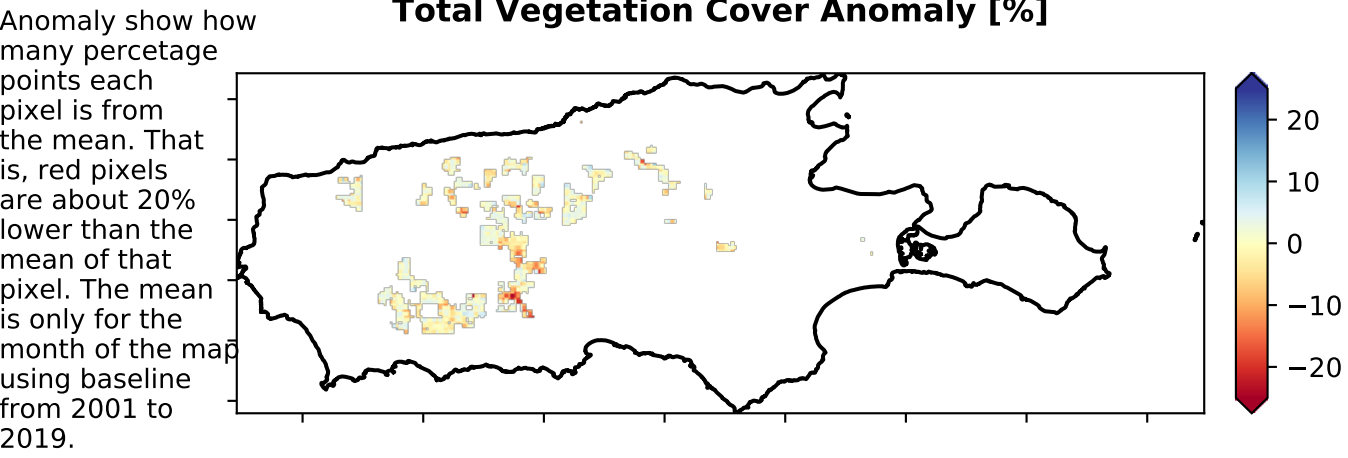 Total Vegetation Cover Anomaly [%]
Anomaly show how
many percetage
points each
pixel is from
the mean. That
is, red pixels
are about 20%
lower than the
mean of that
pixel. The mean
is only for the
month of the map
using baseline
from 2001 to
2019.
20
10
0
−10
−20